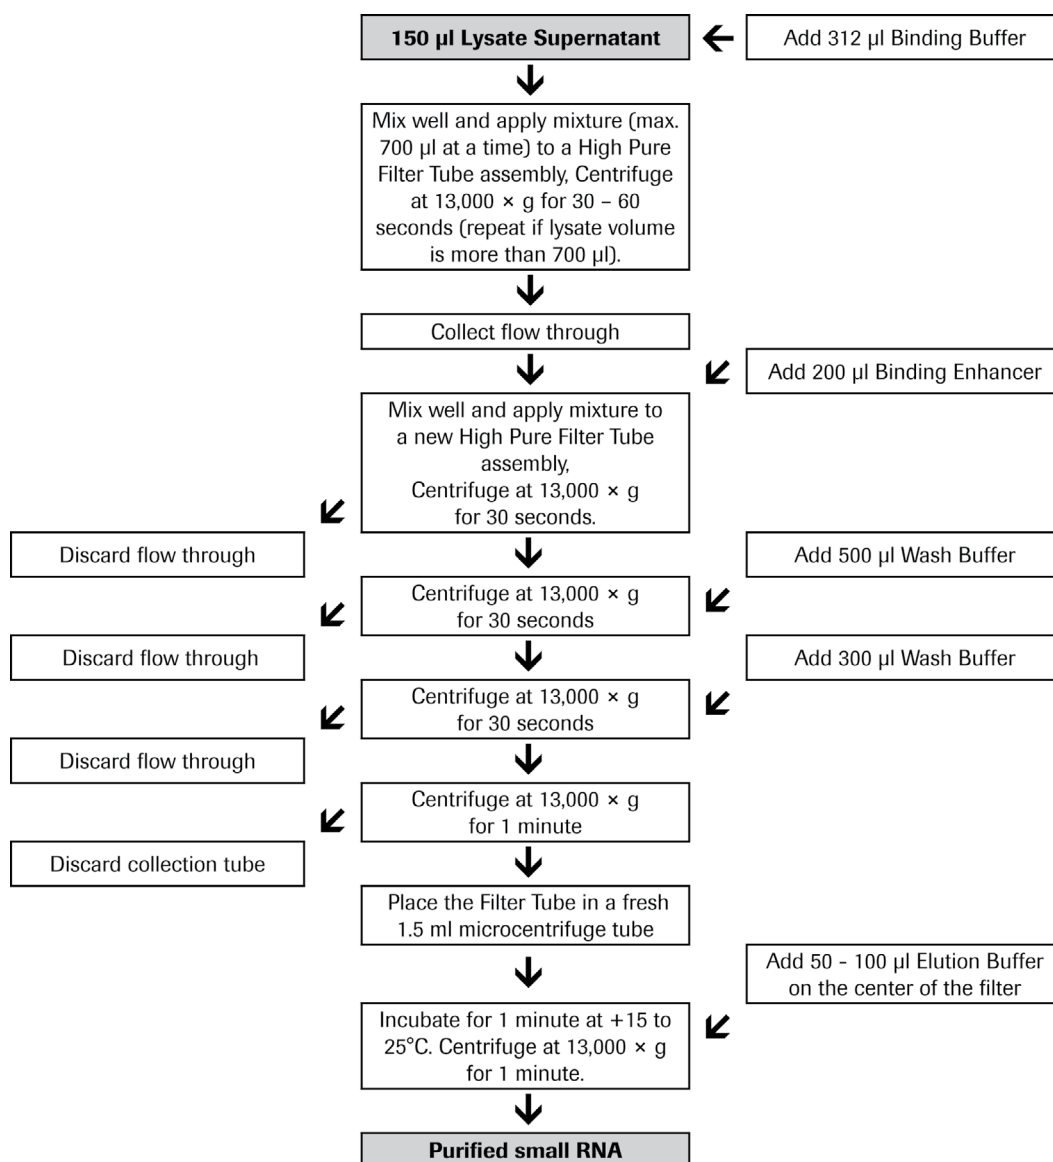 150 µl Lysate Supernatant
Add 312 µl Binding Buffer
Mix well and apply mixture (max.
700 µl at a time) to a High Pure
Filter Tube assembly, Centrifuge
at 13,000 × g for 30 – 60
seconds (repeat if lysate volume
is more than 700 µl).
Collect flow through
Add 200 µl Binding Enhancer
Mix well and apply mixture to
a new High Pure Filter Tube
assembly,
Centrifuge at 13,000 × g
for 30 seconds.
Discard flow through
Add 500 µl Wash Buffer
Centrifuge at 13,000 × g
for 30 seconds
Discard flow through
Add 300 µl Wash Buffer
Centrifuge at 13,000 × g
for 30 seconds
Discard flow through
Centrifuge at 13,000 × g
for 1 minute
Discard collection tube
Place the Filter Tube in a fresh
1.5 ml microcentrifuge tube
Add 50 - 100 µl Elution Buffer
on the center of the filter
Incubate for 1 minute at +15 to
25°C. Centrifuge at 13,000 × g
for 1 minute.
Purified small RNA